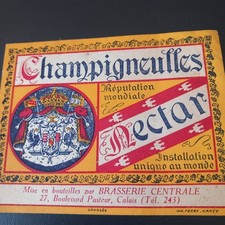 Champigneulles
Réputation
mondiale
Nectar
Installation
unique au monde
Mise en bouteilles par BRASSERIE CENTRALE
27, Boulevard Pasteur, Calais (Tél. 243)